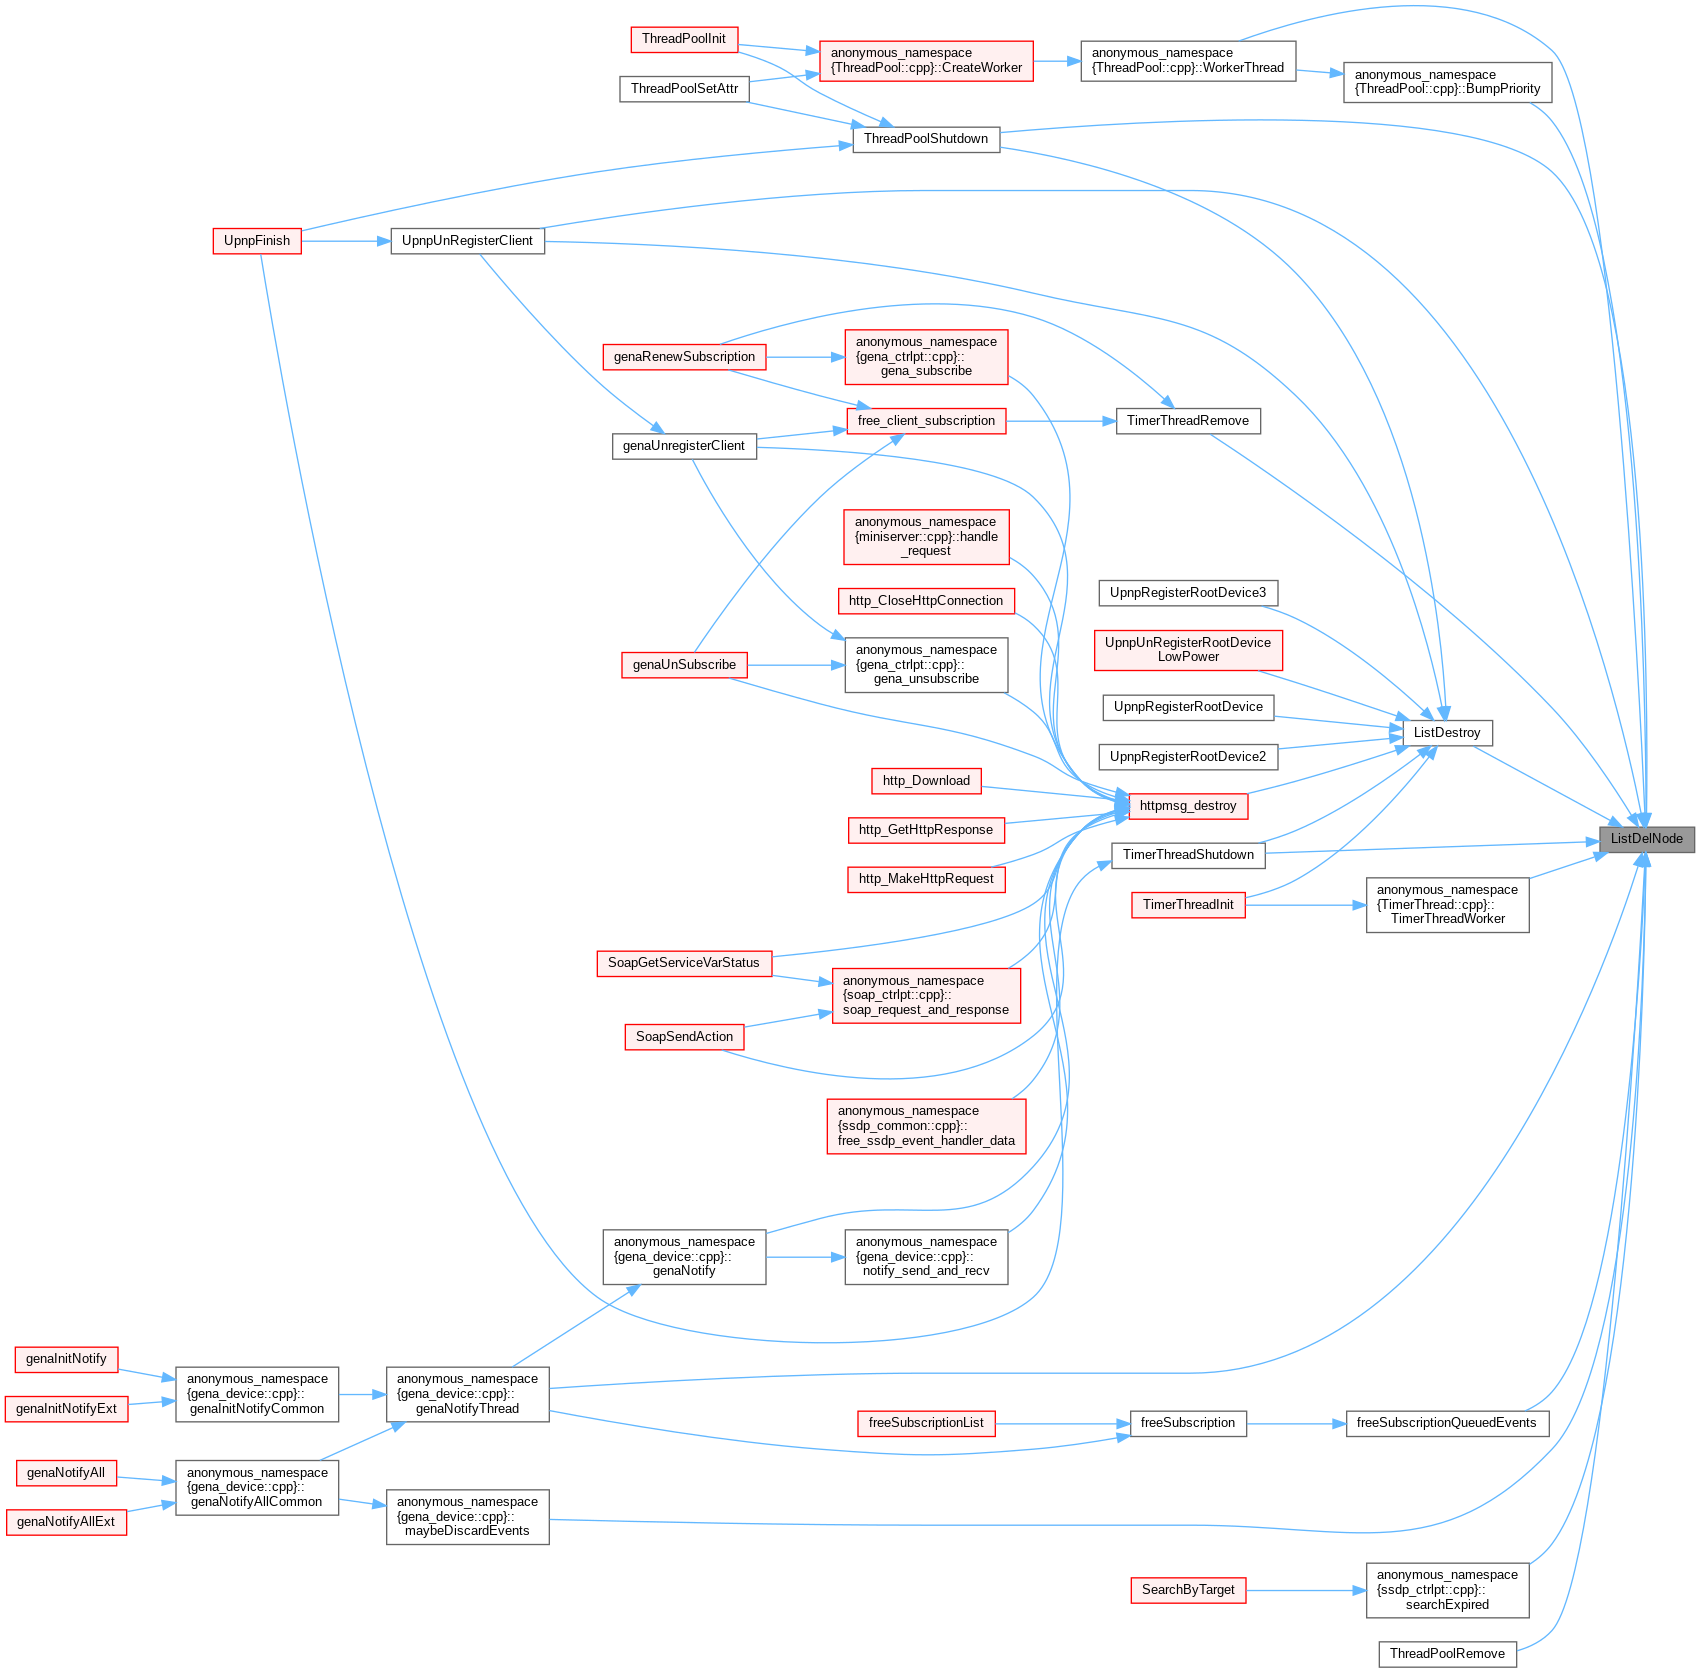 ThreadPoolInit
anonymous_namespace
{ThreadPool::cpp}::CreateWorker
anonymous_namespace
{ThreadPool::cpp}::WorkerThread
anonymous_namespace
{ThreadPool::cpp}::BumpPriority
ThreadPoolSetAttr
ThreadPoolShutdown
UpnpFinish
UpnpUnRegisterClient
genaRenewSubscription
anonymous_namespace
{gena_ctrlpt::cpp}::
gena_subscribe
free_client_subscription
TimerThreadRemove
genaUnregisterClient
anonymous_namespace
{miniserver::cpp}::handle
_request
http_CloseHttpConnection
UpnpRegisterRootDevice3
UpnpUnRegisterRootDevice
LowPower
genaUnSubscribe
anonymous_namespace
{gena_ctrlpt::cpp}::
gena_unsubscribe
UpnpRegisterRootDevice
ListDestroy
UpnpRegisterRootDevice2
http_Download
httpmsg_destroy
http_GetHttpResponse
ListDelNode
TimerThreadShutdown
http_MakeHttpRequest
TimerThreadInit
anonymous_namespace
{TimerThread::cpp}::
TimerThreadWorker
SoapGetServiceVarStatus
anonymous_namespace
{soap_ctrlpt::cpp}::
soap_request_and_response
SoapSendAction
anonymous_namespace
{ssdp_common::cpp}::
free_ssdp_event_handler_data
anonymous_namespace
{gena_device::cpp}::
genaNotify
anonymous_namespace
{gena_device::cpp}::
notify_send_and_recv
genaInitNotify
genaInitNotifyExt
anonymous_namespace
{gena_device::cpp}::
genaInitNotifyCommon
anonymous_namespace
{gena_device::cpp}::
genaNotifyThread
freeSubscriptionList
freeSubscription
freeSubscriptionQueuedEvents
genaNotifyAll
genaNotifyAllExt
anonymous_namespace
{gena_device::cpp}::
genaNotifyAllCommon
anonymous_namespace
{gena_device::cpp}::
maybeDiscardEvents
SearchByTarget
anonymous_namespace
{ssdp_ctrlpt::cpp}::
searchExpired
ThreadPoolRemove